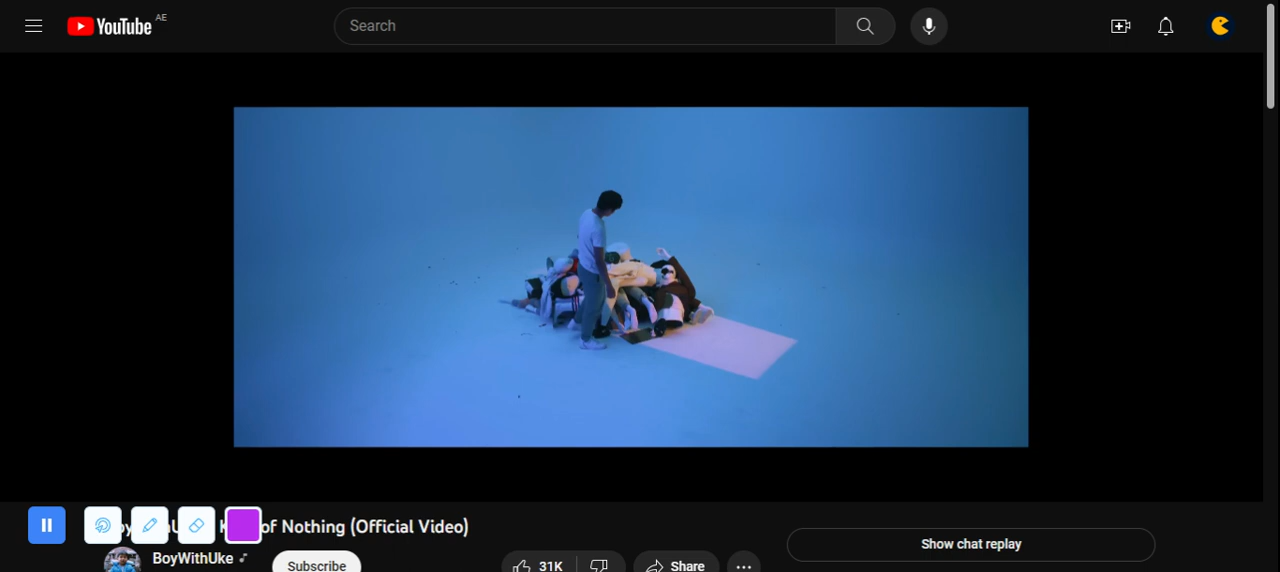 YouTube AE
Search
of Nothing (Official Video)
BoyWithUke
Subscribe
31K
Share
Show chat replay